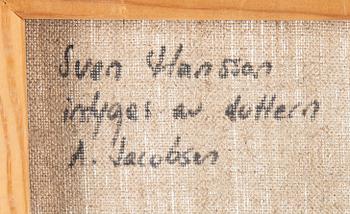 Sven Hansson
intyges av dottern
A. Jacobsen